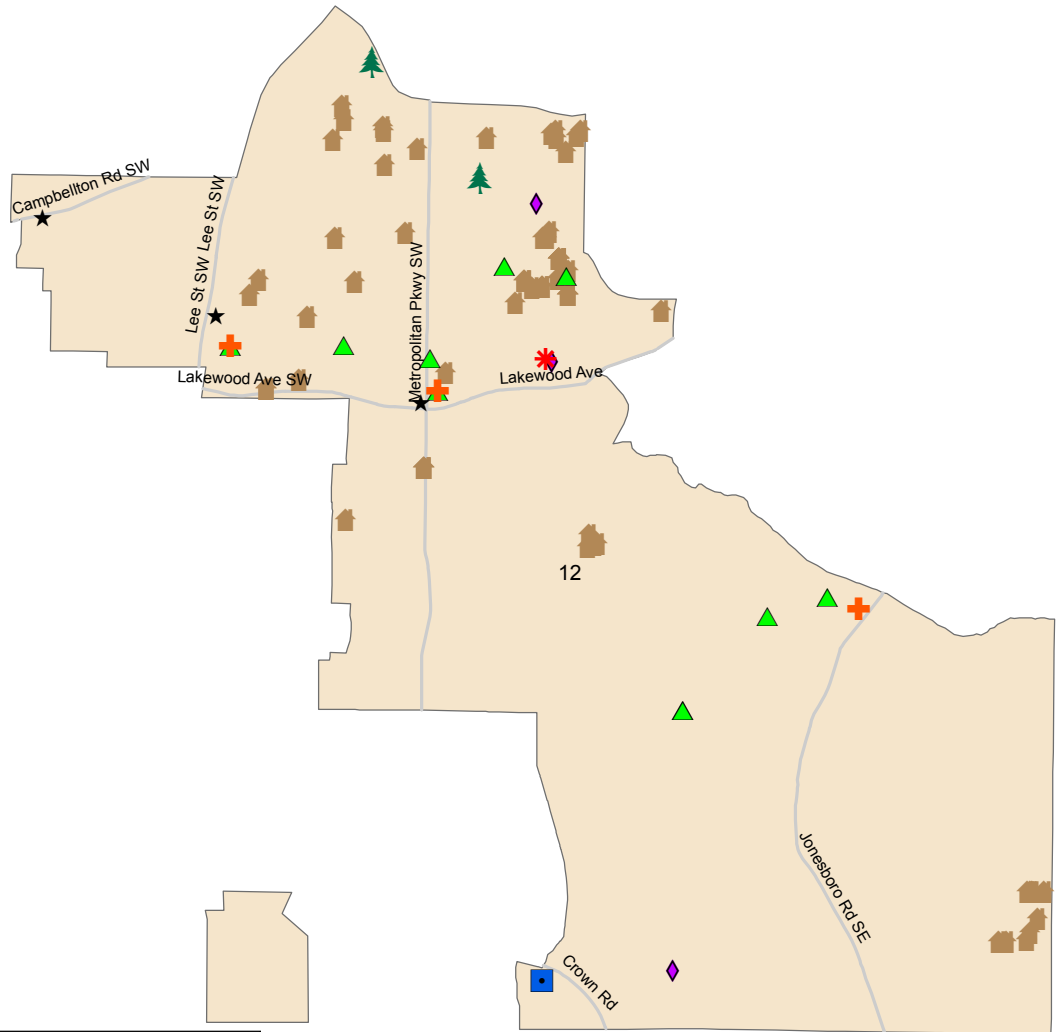 Campbellton Rd SW
Lee St SW
Lee St SW
Metropolitan Pkwy SW
Lakewood Ave SW
Lakewood Ave
12
Jonesboro Rd SE
Crown Rd